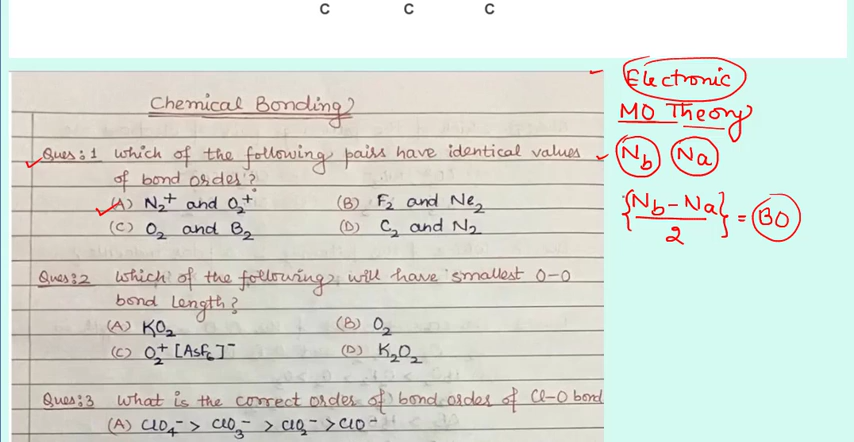 C C C
Electronic
MO Theory
Nb Na
{Nb-Na/2} = BO
Chemical Bonding
Ques:1 which of the following pairs have identical values
of bond order?
(A) N₂⁺ and O₂⁺ (B) F₂ and Ne₂
(C) O₂ and B₂ (D) C₂ and N₂
Ques:2 which of the following will have smallest O-O
bond length?
(A) KO₂ (B) O₂
(C) O₂⁺ [AsF₆]⁻ (D) K₂O₂
Ques:3 What is the correct order of bond order of Cl-O bond
(A) ClO₄⁻ > ClO₃⁻ > ClO₂⁻ > ClO⁻